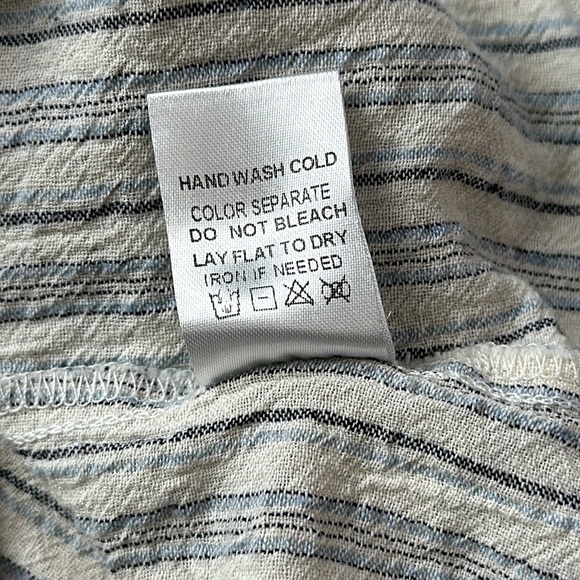 HAND WASH COLD
COLOR SEPARATE
DO NOT BLEACH
LAY FLAT TO DRY
IRON IF NEEDED